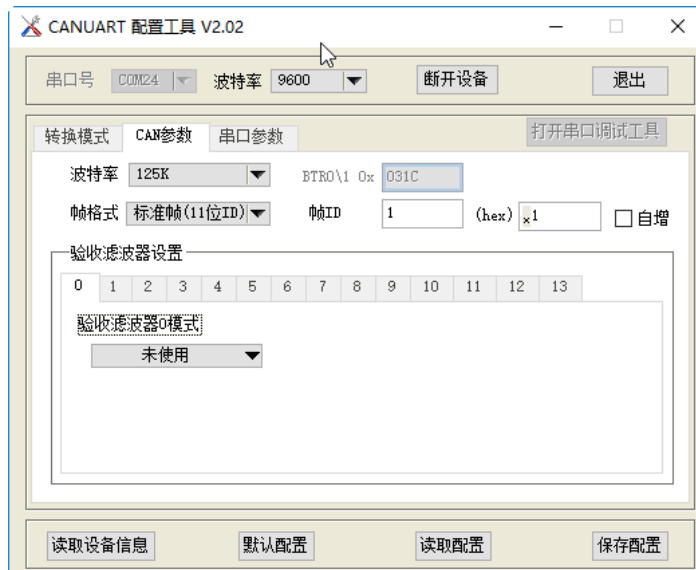 CANUART 配置工具 V2.02
串口号 COM24 波特率 9600 断开设备 退出
转换模式 CAN参数 串口参数 打开串口调试工具
波特率 125K BTR0\1 0x 031C
帧格式 标准帧(11位ID) 帧ID 1 (hex) x1 自增
验收滤波器设置
0 1 2 3 4 5 6 7 8 9 10 11 12 13
验收滤波器0模式
未使用
读取设备信息 默认配置 读取配置 保存配置